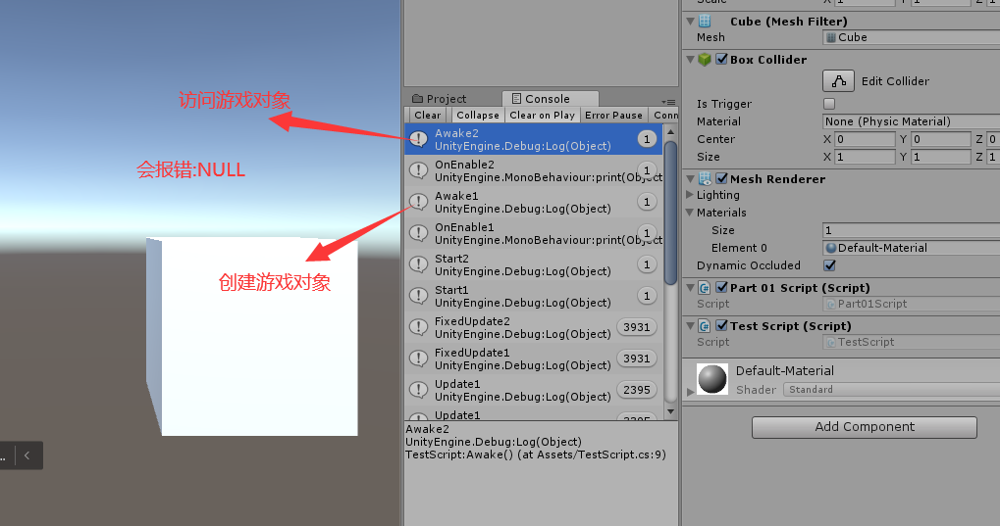 访问游戏对象
会报错:NULL
创建游戏对象
...
Project
Console
Clear
Collapse
Clear on Play
Error Pause
Conn
Awake2
UnityEngine.Debug:Log(Object)
1
OnEnable2
UnityEngine.MonoBehaviour:print(Object
1
Awake1
UnityEngine.Debug:Log(Object)
1
OnEnable1
UnityEngine.MonoBehaviour:print(Object
1
Start2
UnityEngine.Debug:Log(Object)
1
Start1
UnityEngine.Debug:Log(Object)
1
FixedUpdate2
UnityEngine.Debug:Log(Object)
3931
FixedUpdate1
UnityEngine.Debug:Log(Object)
3931
Update1
UnityEngine.Debug:Log(Object)
2395
Update1
Awake2
UnityEngine.Debug:Log(Object)
TestScript:Awake() (at Assets/TestScript.cs:9)
Cube (Mesh Filter)
Mesh Cube
Box Collider
Edit Collider
Is Trigger
Material None (Physic Material)
Center X 0 Y 0 Z 0
Size X 1 Y 1 Z 1
Mesh Renderer
Lighting
Materials
Size 1
Element 0 Default-Material
Dynamic Occluded
Part 01 Script (Script)
Script Part01Script
Test Script (Script)
Script TestScript
Default-Material
Shader Standard
Add Component